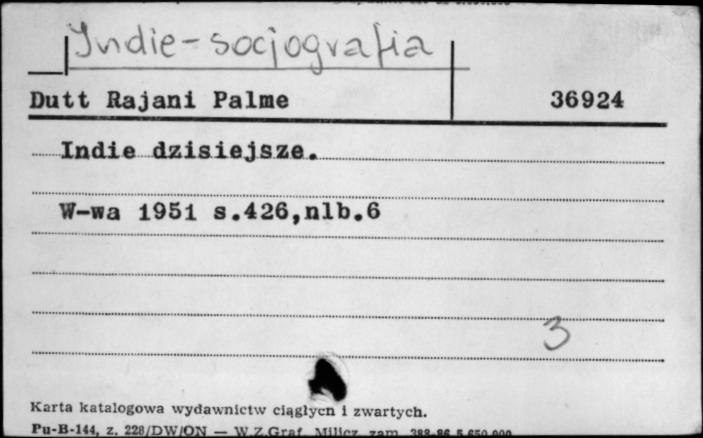 Indie-socjografia
Dutt Rajani Palme 36924
Indie dzisiejsze.
W-wa 1951 s.426,nlb.6
3
Karta katalogowa wydawnictw ciągłych i zwartych.
Pu-B-144, z. 228/DW/ON — W.Z.Graf. Milicz, zam.